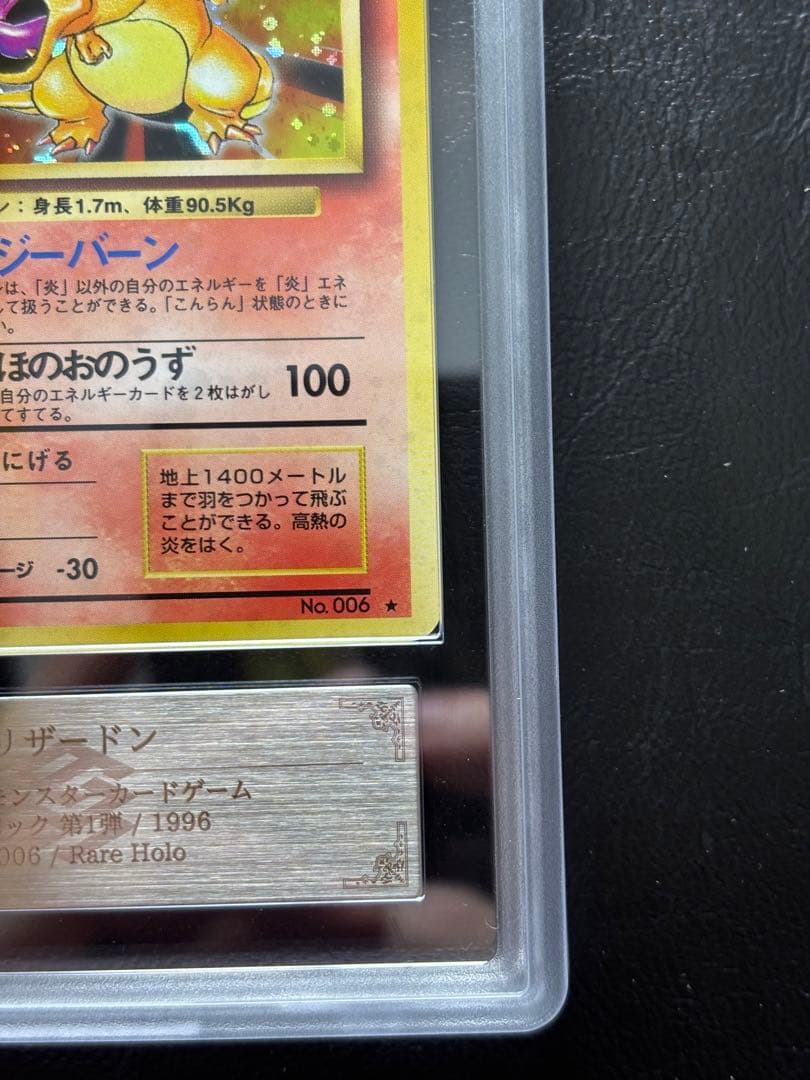 ン：身長1.7m、体重90.5Kg
ジーバーン
ンは、「炎」以外の自分のエネルギーを「炎」エネ
して扱うことができる。「こんらん」状態のときに
い。
ほのおのうず 100
自分のエネルギーカードを２枚はがし
てすてる。
にげる
地上1400メートル
まで羽をつかって飛ぶ
ことができる。高熱の
炎をはく。
ージ -30
No. 006 ★
リザードン
モンスターカードゲーム
ック 第1弾 / 1996
006 / Rare Holo